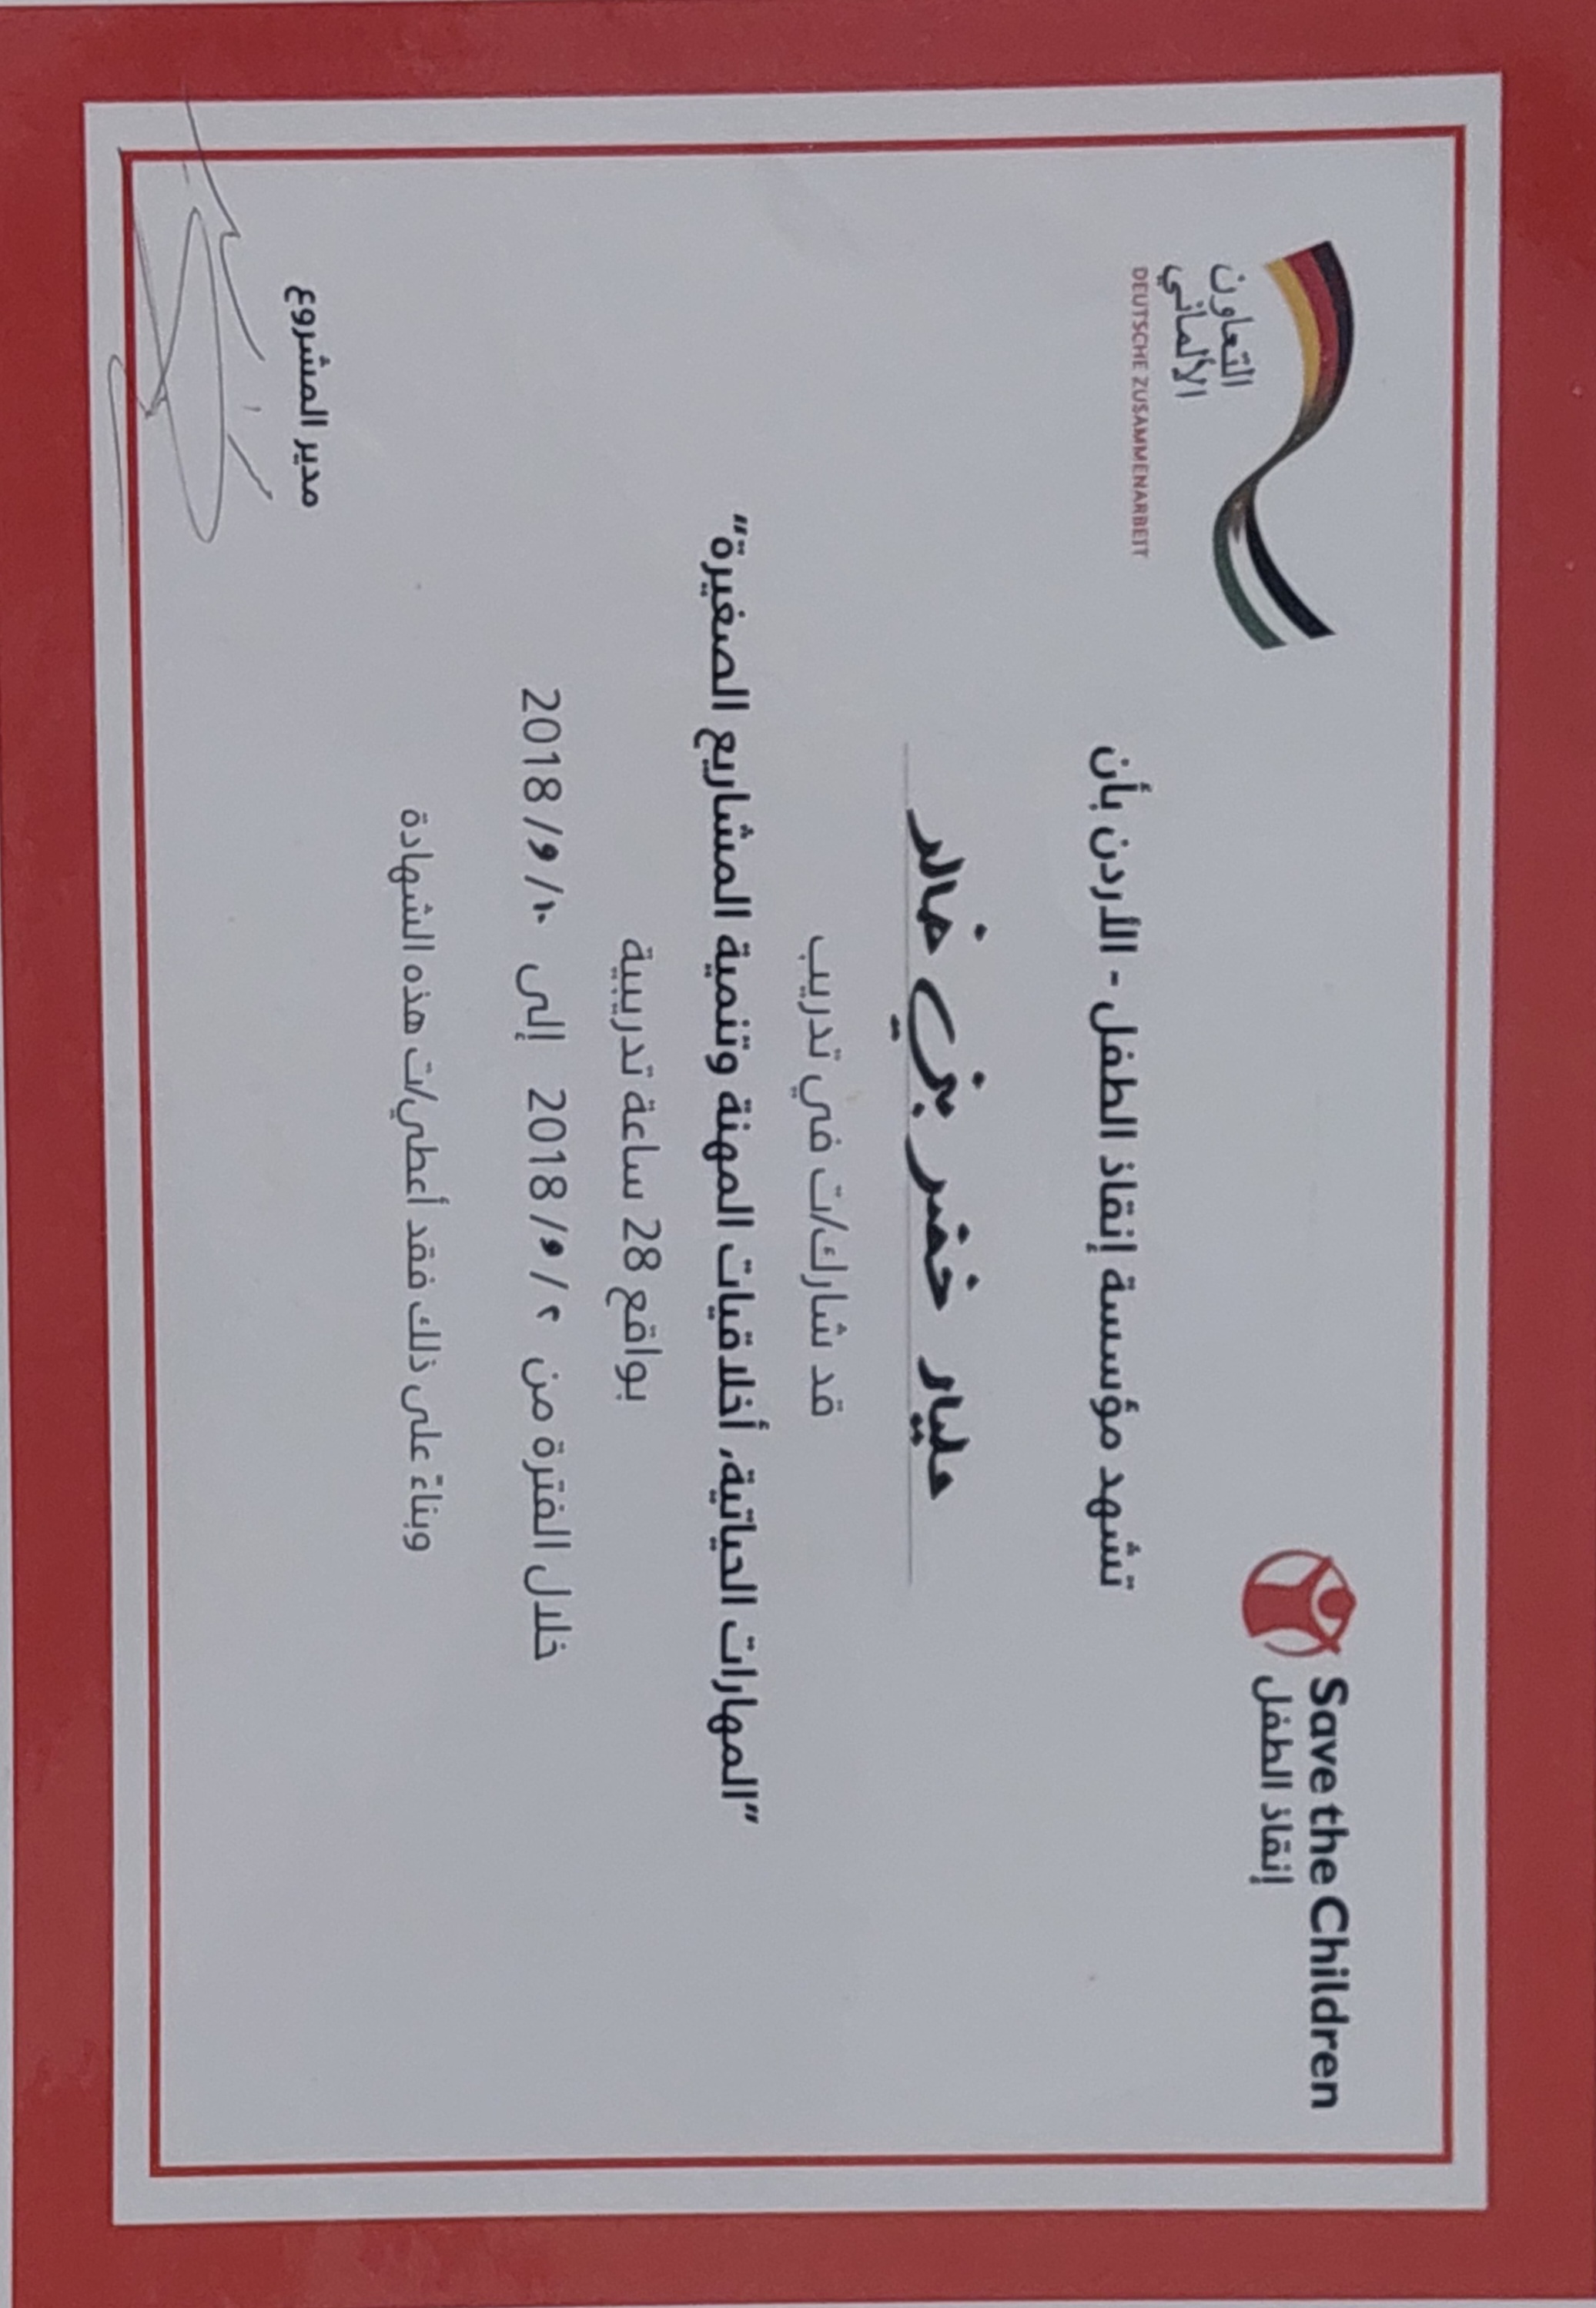 Save the Children
إنقاذ الطفل
التعاون
الألماني
DEUTSCHE ZUSAMMENARBEIT
تشهد مؤسسة إنقاذ الطفل - الأردن بأن
خضر بني خالد
قد شارك/ت في تدريب
”المهارات الحياتية، أخلاقيات المهنة وتنمية المشاريع الصغيرة“
بواقع 28 ساعة تدريبية
خلال الفترة من ٢ / ٩/ 2018 إلى ١٠/ ٩/ 2018
وبناءً على ذلك فقد أعطي/ت هذه الشهادة
مدير المشروع